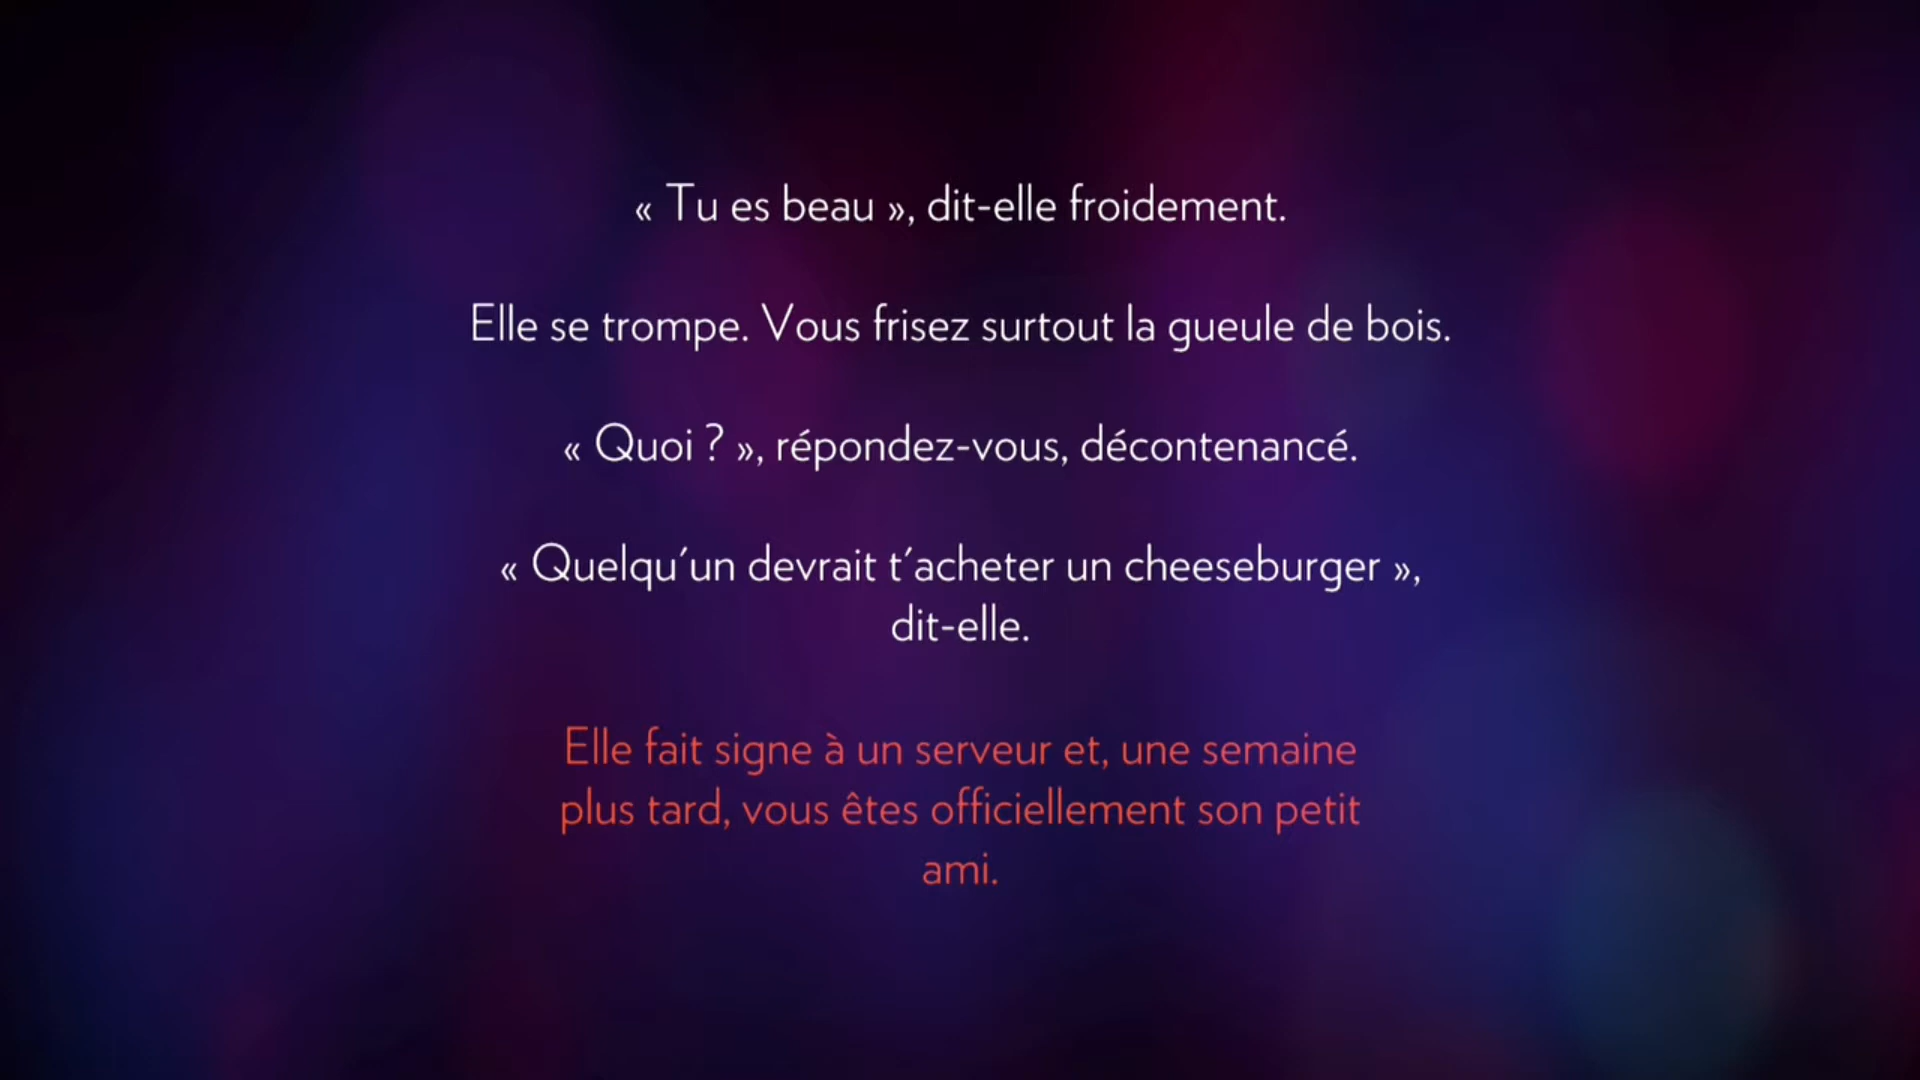 « Tu es beau », dit-elle froidement.
Elle se trompe. Vous frisez surtout la gueule de bois.
« Quoi ? », répondez-vous, décontenancé.
« Quelqu'un devrait t'acheter un cheeseburger »,
dit-elle.
Elle fait signe à un serveur et, une semaine
plus tard, vous êtes officiellement son petit
ami.